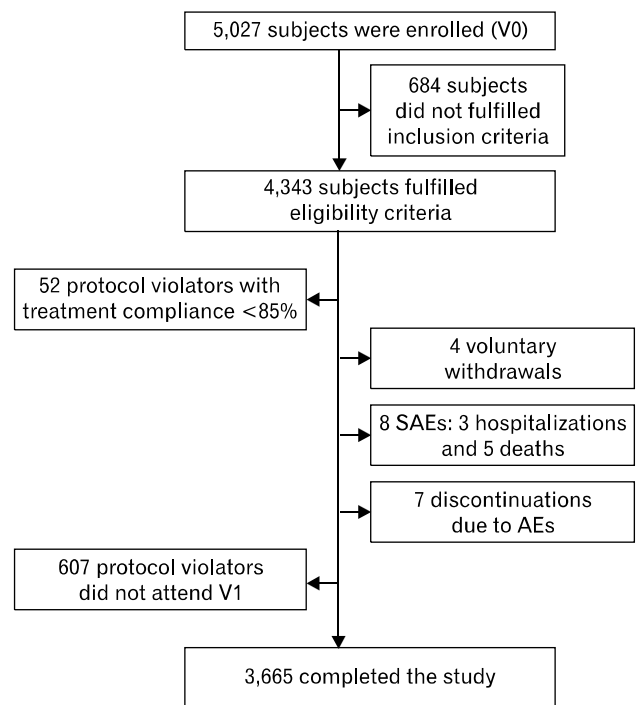 5,027 subjects were enrolled (V0)
684 subjects
did not fulfilled
inclusion criteria
4,343 subjects fulfilled
eligibility criteria
52 protocol violators with
treatment compliance <85%
4 voluntary
withdrawals
8 SAEs: 3 hospitalizations
and 5 deaths
7 discontinuations
due to AEs
607 protocol violators
did not attend V1
3,665 completed the study